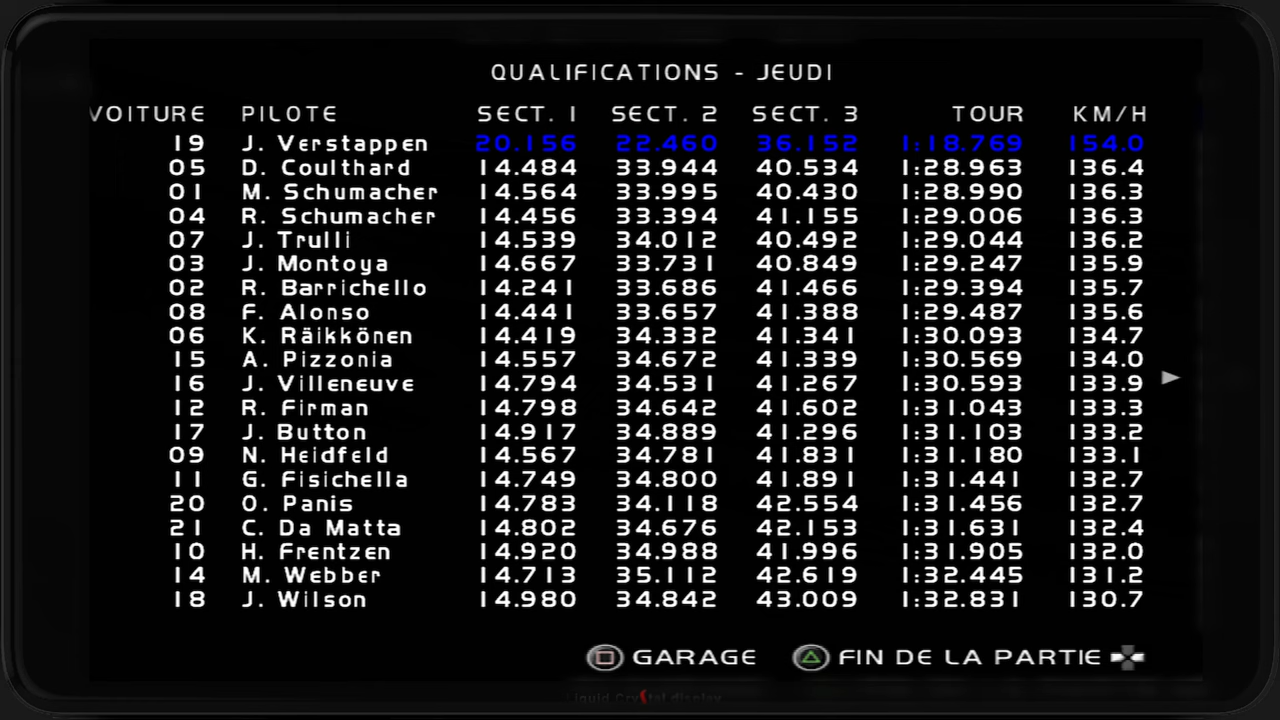 QUALIFICATIONS - JEUDI
VOITURE PILOTE SECT. 1 SECT. 2 SECT. 3 TOUR KM/H
19 J. Verstappen 20.156 22.460 36.152 1:18.769 154.0
05 D. Coulthard 14.484 33.944 40.534 1:28.963 136.4
01 M. Schumacher 14.564 33.995 40.430 1:28.990 136.3
04 R. Schumacher 14.456 33.394 41.155 1:29.006 136.3
07 J. Trulli 14.539 34.012 40.492 1:29.044 136.2
03 J. Montoya 14.667 33.731 40.849 1:29.247 135.9
02 R. Barrichello 14.241 33.686 41.466 1:29.394 135.7
08 F. Alonso 14.441 33.657 41.388 1:29.487 135.6
06 K. Räikkönen 14.419 34.332 41.341 1:30.093 134.7
15 A. Pizzonia 14.557 34.672 41.339 1:30.569 134.0
16 J. Villeneuve 14.794 34.531 41.267 1:30.593 133.9
12 R. Firman 14.798 34.642 41.602 1:31.043 133.3
17 J. Button 14.917 34.889 41.296 1:31.103 133.2
09 N. Heidfeld 14.567 34.781 41.831 1:31.180 133.1
11 G. Fisichella 14.749 34.800 41.891 1:31.441 132.7
20 O. Panis 14.783 34.118 42.554 1:31.456 132.7
21 C. Da Matta 14.802 34.676 42.153 1:31.631 132.4
10 H. Frentzen 14.920 34.988 41.996 1:31.905 132.0
14 M. Webber 14.713 35.112 42.619 1:32.445 131.2
18 J. Wilson 14.980 34.842 43.009 1:32.831 130.7
GARAGE FIN DE LA PARTIE
Liquid Crystal display